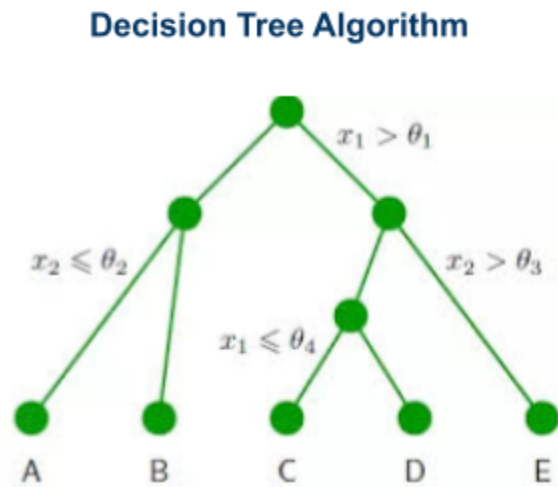 Decision Tree Algorithm
x₁ > θ₁
x₂ ⩽ θ₂
x₂ > θ₃
x₁ ⩽ θ₄
A B C D E